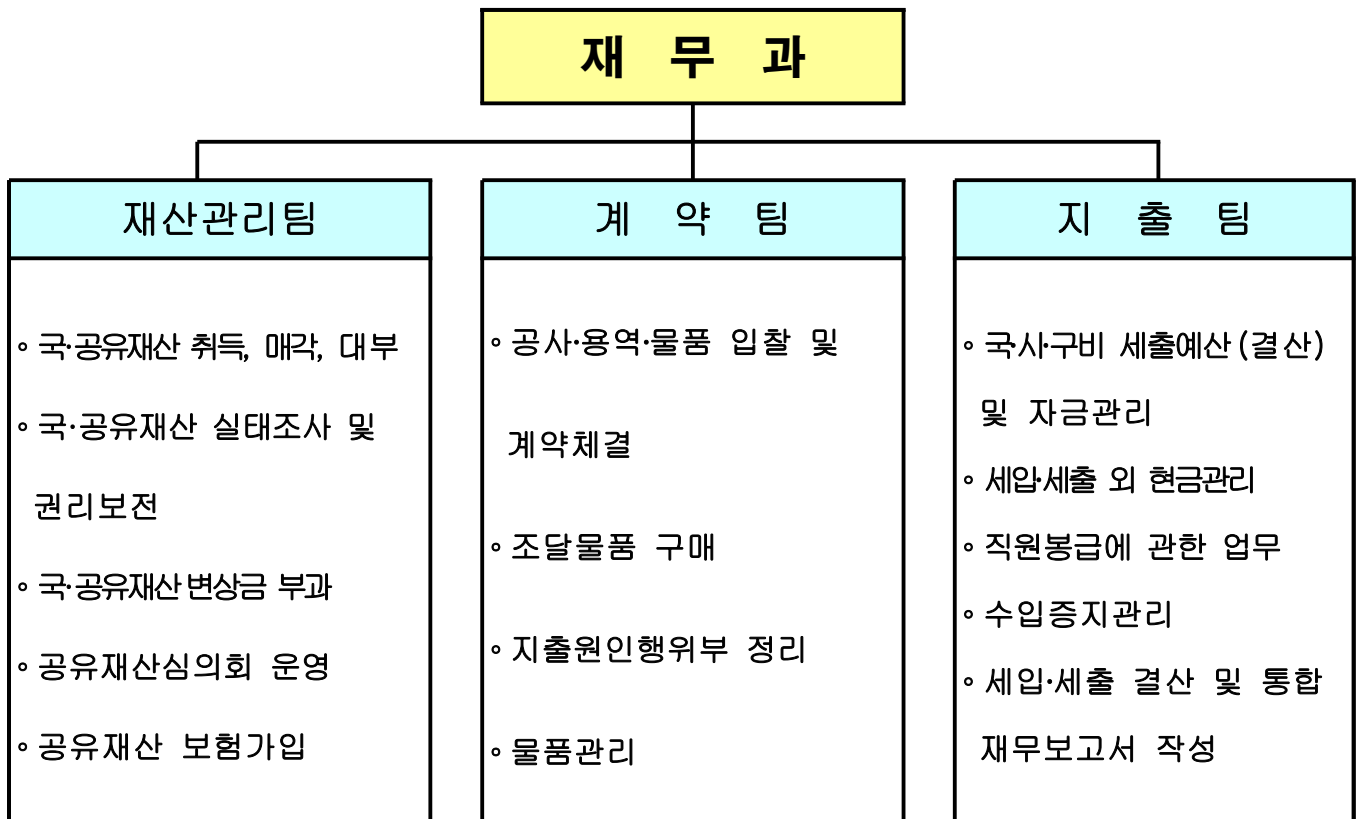 재 무 과
재산관리팀
◦ 국·공유재산 취득, 매각, 대부
◦ 국·공유재산 실태조사 및
권리보전
◦ 국·공유재산 변상금 부과
◦ 공유재산심의회 운영
◦ 공유재산 보험가입
계 약 팀
◦ 공사·용역·물품 입찰 및
계약체결
◦ 조달물품 구매
◦ 지출원인행위부 정리
◦ 물품관리
지 출 팀
◦ 국·시·구비 세출예산(결산)
및 자금관리
◦ 세입·세출 외 현금관리
◦ 직원봉급에 관한 업무
◦ 수입증지관리
◦ 세입·세출 결산 및 통합
재무보고서 작성